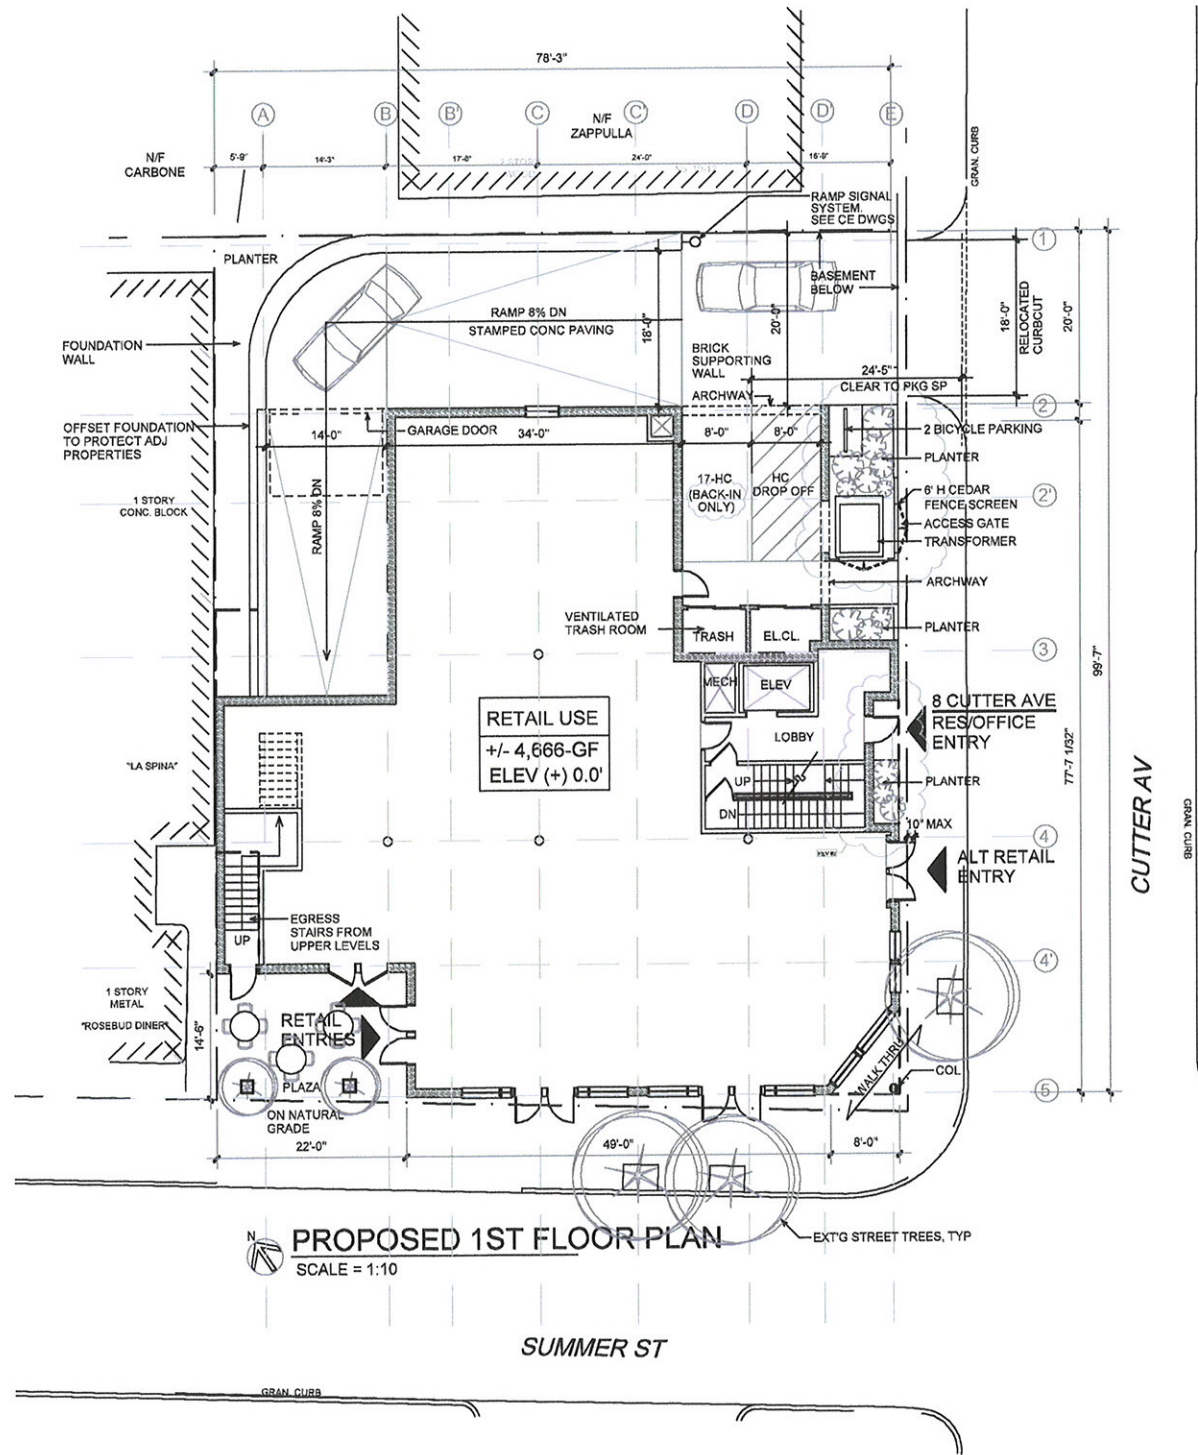 78'-3"
A
B
B'
C
C'
D
D'
E
N/F
ZAPPULLA
N/F
CARBONE
5'-9"
14'-3"
17'-8"
24'-0"
16'-9"
GRAN. CURB
RAMP SIGNAL
SYSTEM.
SEE CE DWGS
1
PLANTER
BASEMENT
BELOW
RAMP 8% DN
STAMPED CONC PAVING
18'-0"
20'-0"
18'-0"
RELOCATED
CURBCUT
20'-0"
FOUNDATION
WALL
BRICK
SUPPORTING
WALL
24'-5"
CLEAR TO PKG SP
ARCHWAY
2
OFFSET FOUNDATION
TO PROTECT ADJ
PROPERTIES
14'-0"
GARAGE DOOR
34'-0"
8'-0"
8'-0"
2 BICYCLE PARKING
PLANTER
17-HC
(BACK-IN
ONLY)
HC
DROP OFF
6' H CEDAR
FENCE SCREEN
2'
1 STORY
CONC. BLOCK
RAMP 8% DN
ACCESS GATE
TRANSFORMER
ARCHWAY
VENTILATED
TRASH ROOM
TRASH
EL.CL.
PLANTER
3
99'-7"
MECH
ELEV
RETAIL USE
+/- 4,666-GF
ELEV (+) 0.0'
LOBBY
8 CUTTER AVE
RES/OFFICE
ENTRY
77'-7 1/32"
"LA SPINA"
UP
PLANTER
DN
10" MAX
4
CUTTER AV
GRAN. CURB
ALT RETAIL
ENTRY
EGRESS
STAIRS FROM
UPPER LEVELS
UP
4'
1 STORY
METAL
"ROSEBUD DINER"
14'-6"
RETAIL
ENTRIES
WALK THRU
COL
PLAZA
5
ON NATURAL
GRADE
22'-0"
49'-0"
8'-0"
N
PROPOSED 1ST FLOOR PLAN
SCALE = 1:10
EXT'G STREET TREES, TYP
SUMMER ST
GRAN. CURB